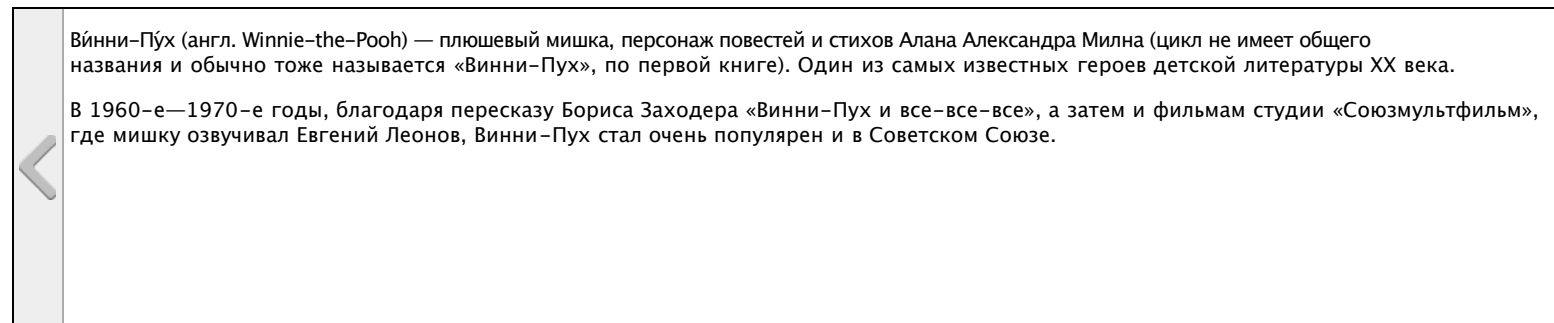 Ви́нни-Пу́х (англ. Winnie-the-Pooh) — плюшевый мишка, персонаж повестей и стихов Алана Александра Милна (цикл не имеет общего
названия и обычно тоже называется «Винни-Пух», по первой книге). Один из самых известных героев детской литературы XX века.
В 1960-е—1970-е годы, благодаря пересказу Бориса Заходера «Винни-Пух и все-все-все», а затем и фильмам студии «Союзмультфильм»,
где мишку озвучивал Евгений Леонов, Винни-Пух стал очень популярен и в Советском Союзе.